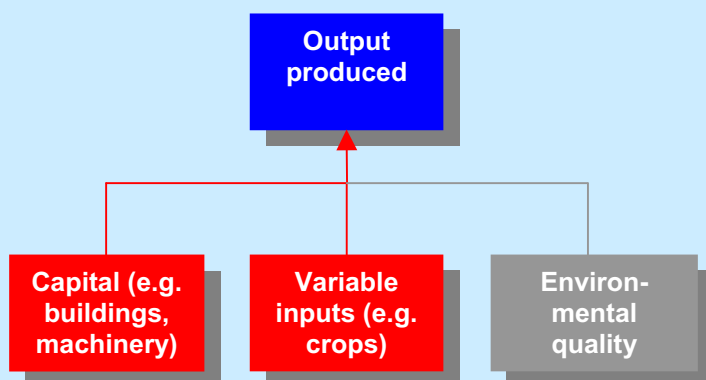 Output
produced
Capital (e.g.
buildings,
machinery)
Variable
inputs (e.g.
crops)
Environ-
mental
quality